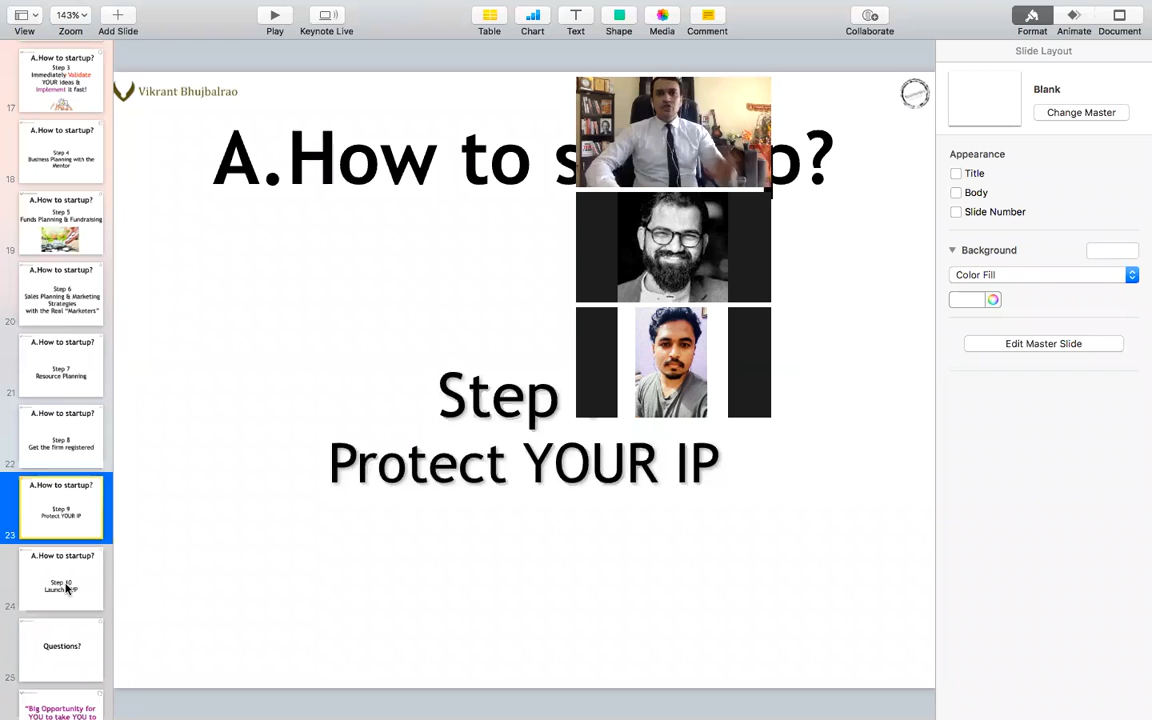 143%
View
Zoom
Add Slide
Play
Keynote Live
Table
Chart
Text
Shape
Media
Comment
Collaborate
Format
Animate
Document
A.How to startup?
Step 3
Immediately Validate
YOUR ideas &
Implement it fast!
17
A.How to startup?
Step 4
Business Planning with the
Mentor
18
A.How to startup?
Step 5
Funds Planning & Fundraising
19
A.How to startup?
Step 6
Sales Planning & Marketing
Strategies
with the Real "Marketers"
20
A.How to startup?
Step 7
Resource Planning
21
A.How to startup?
Step 8
Get the firm registered
22
A.How to startup?
Step 9
Protect YOUR IP
23
A.How to startup?
Step 10
24
Questions?
25
"Big Opportunity for
YOU to take YOU to
Vikrant Bhujbalrao
A.How to s p?
Step
Protect YOUR IP
Slide Layout
Blank
Change Master
Appearance
Title
Body
Slide Number
Background
Color Fill
Edit Master Slide